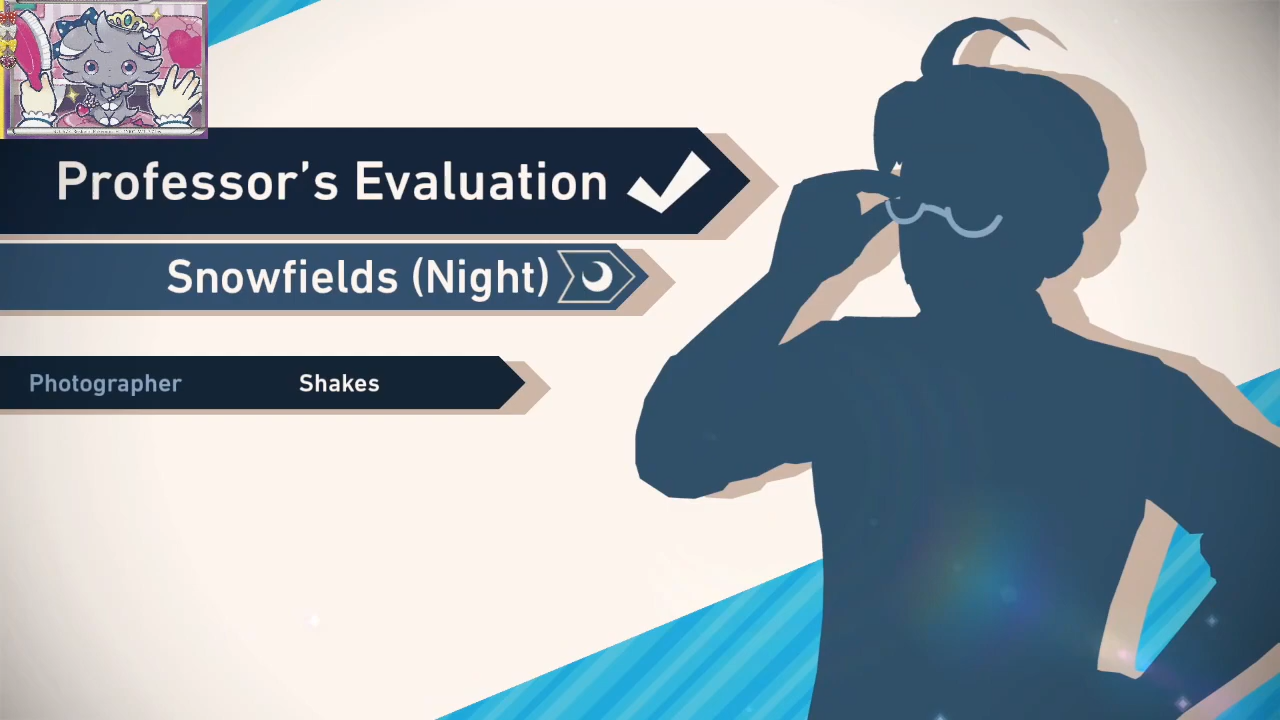 Professor's Evaluation
Snowfields (Night)
Photographer Shakes